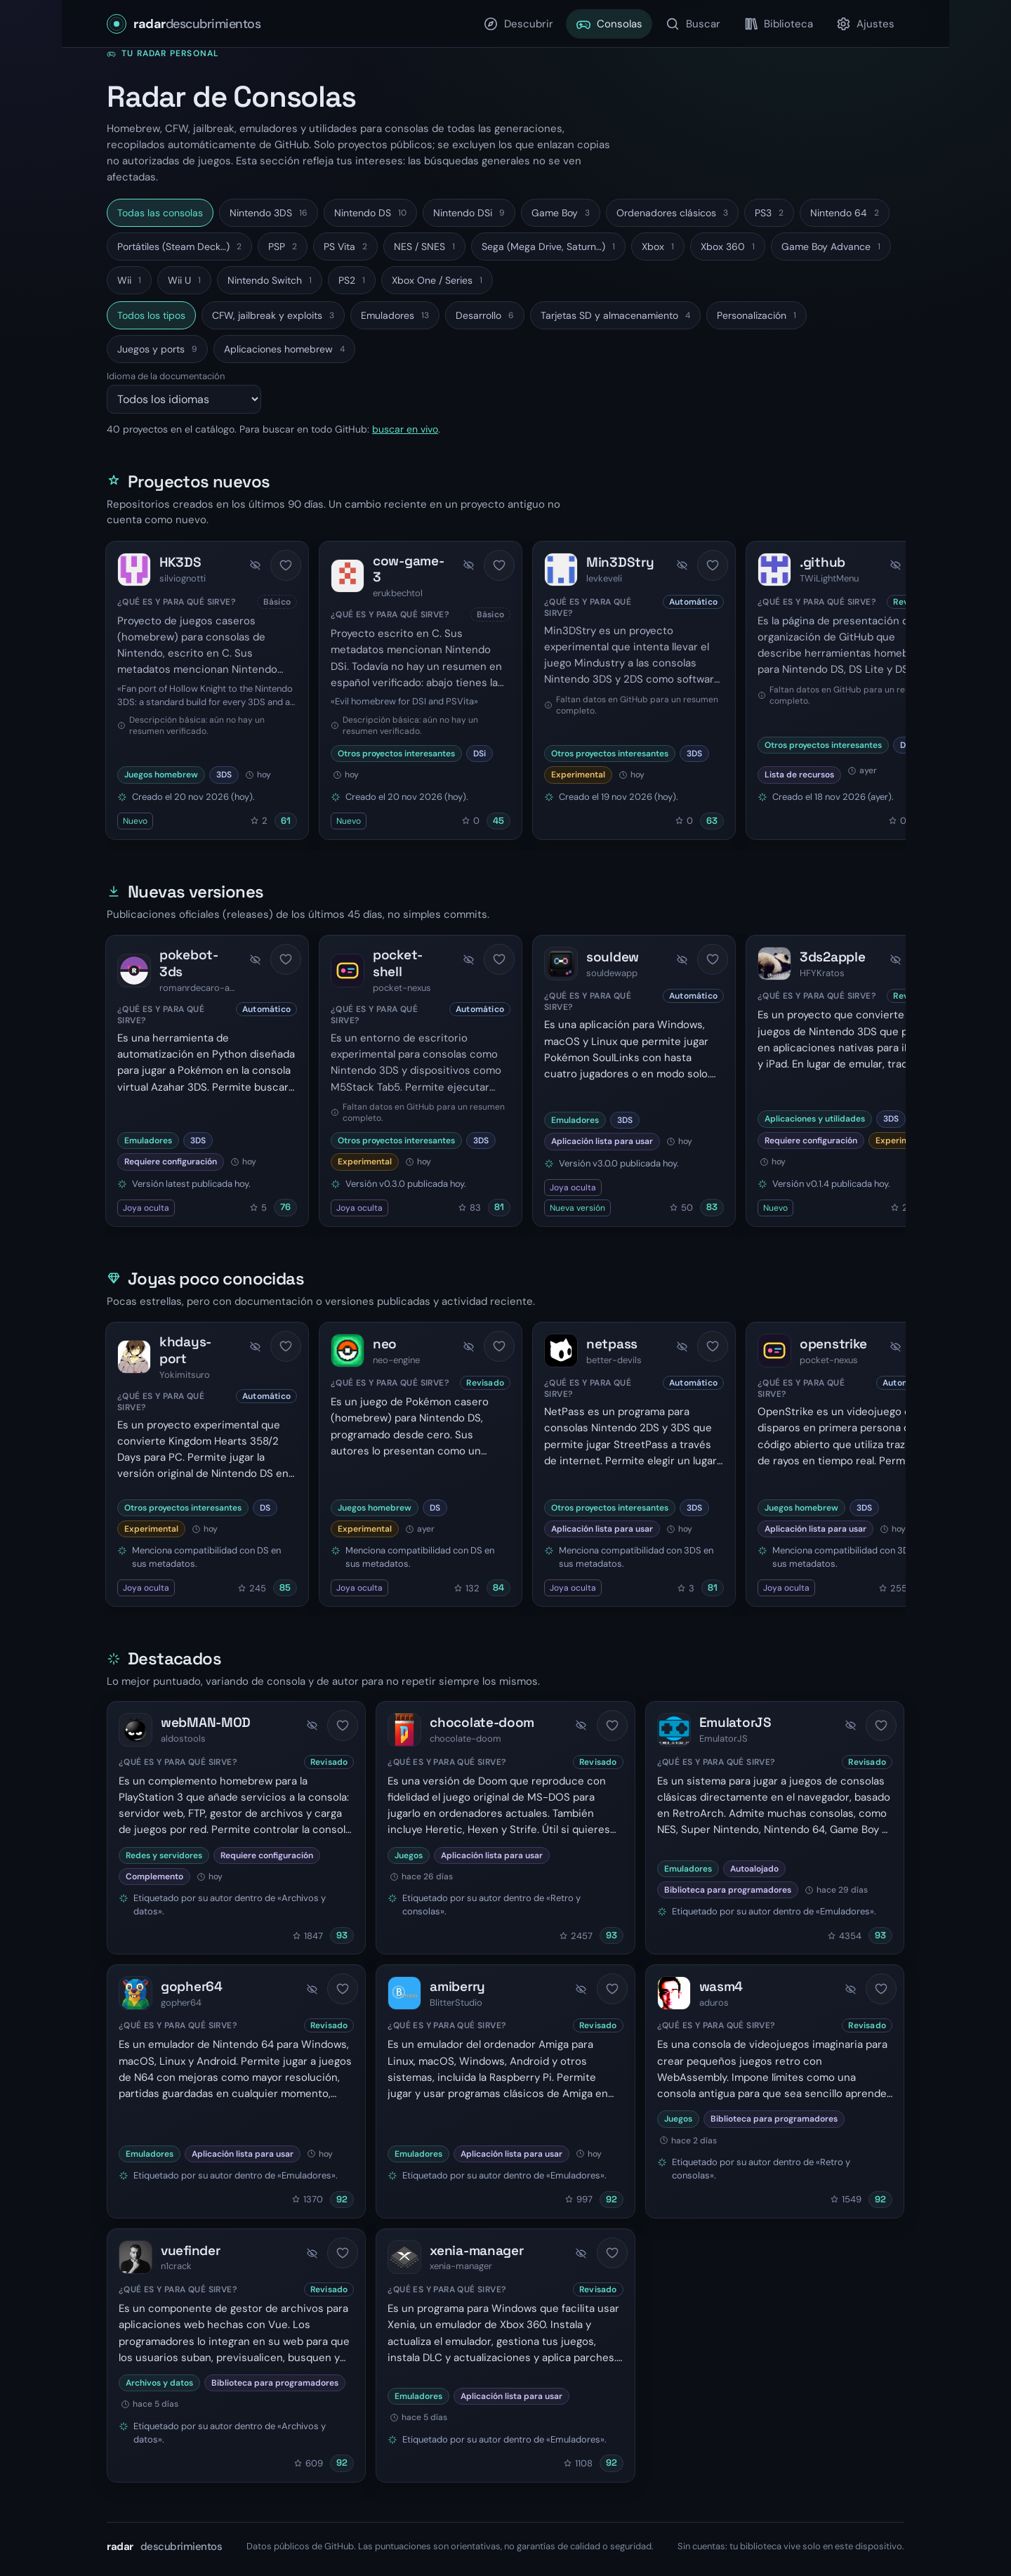 radardescubrimientos
Descubrir
Consolas
Buscar
Biblioteca
Ajustes
TU RADAR PERSONAL
Radar de Consolas
Homebrew, CFW, jailbreak, emuladores y utilidades para consolas de todas las generaciones,
recopilados automáticamente de GitHub. Solo proyectos públicos; se excluyen los que enlazan copias
no autorizadas de juegos. Esta sección refleja tus intereses: las búsquedas generales no se ven
afectadas.
Todas las consolas
Nintendo 3DS 16
Nintendo DS 10
Nintendo DSi 9
Game Boy 3
Ordenadores clásicos 3
PS3 2
Nintendo 64 2
Portátiles (Steam Deck…) 2
PSP 2
PS Vita 2
NES / SNES 1
Sega (Mega Drive, Saturn…) 1
Xbox 1
Xbox 360 1
Game Boy Advance 1
Wii 1
Wii U 1
Nintendo Switch 1
PS2 1
Xbox One / Series 1
Todos los tipos
CFW, jailbreak y exploits 3
Emuladores 13
Desarrollo 6
Tarjetas SD y almacenamiento 4
Personalización 1
Juegos y ports 9
Aplicaciones homebrew 4
Idioma de la documentación
Todos los idiomas
40 proyectos en el catálogo. Para buscar en todo GitHub: buscar en vivo.
Proyectos nuevos
Repositorios creados en los últimos 90 días. Un cambio reciente en un proyecto antiguo no
cuenta como nuevo.
HK3DS
silviognotti
¿QUÉ ES Y PARA QUÉ SIRVE?
Básico
Proyecto de juegos caseros
(homebrew) para consolas de
Nintendo, escrito en C. Sus
metadatos mencionan Nintendo…
«Fan port of Hollow Knight to the Nintendo
3DS: a standard build for every 3DS and a…
Descripción básica: aún no hay un
resumen verificado.
Juegos homebrew
3DS
hoy
Creado el 20 nov 2026 (hoy).
Nuevo
2
61
cow-game-
3
erukbechtol
¿QUÉ ES Y PARA QUÉ SIRVE?
Básico
Proyecto escrito en C. Sus
metadatos mencionan Nintendo
DSi. Todavía no hay un resumen en
español verificado: abajo tienes la…
«Evil homebrew for DSI and PSVita»
Descripción básica: aún no hay un
resumen verificado.
Otros proyectos interesantes
DSi
hoy
Creado el 20 nov 2026 (hoy).
Nuevo
0
45
Min3DStry
levkeveli
¿QUÉ ES Y PARA QUÉ
SIRVE?
Automático
Min3DStry es un proyecto
experimental que intenta llevar el
juego Mindustry a las consolas
Nintendo 3DS y 2DS como softwar…
Faltan datos en GitHub para un resumen
completo.
Otros proyectos interesantes
3DS
Experimental
hoy
Creado el 19 nov 2026 (hoy).
0
63
.github
TWiLightMenu
¿QUÉ ES Y PARA QUÉ SIRVE?
Rev
Es la página de presentación d
organización de GitHub que
describe herramientas homeb
para Nintendo DS, DS Lite y DS
Faltan datos en GitHub para un re
completo.
Otros proyectos interesantes
D
Lista de recursos
ayer
Creado el 18 nov 2026 (ayer).
0
Nuevas versiones
Publicaciones oficiales (releases) de los últimos 45 días, no simples commits.
pokebot-
3ds
romanrdecaro-a…
¿QUÉ ES Y PARA QUÉ
SIRVE?
Automático
Es una herramienta de
automatización en Python diseñada
para jugar a Pokémon en la consola
virtual Azahar 3DS. Permite buscar…
Emuladores
3DS
Requiere configuración
hoy
Versión latest publicada hoy.
Joya oculta
5
76
pocket-
shell
pocket-nexus
¿QUÉ ES Y PARA QUÉ
SIRVE?
Automático
Es un entorno de escritorio
experimental para consolas como
Nintendo 3DS y dispositivos como
M5Stack Tab5. Permite ejecutar…
Faltan datos en GitHub para un resumen
completo.
Otros proyectos interesantes
3DS
Experimental
hoy
Versión v0.3.0 publicada hoy.
Joya oculta
83
81
souldew
souldewapp
¿QUÉ ES Y PARA QUÉ
SIRVE?
Automático
Es una aplicación para Windows,
macOS y Linux que permite jugar
Pokémon SoulLinks con hasta
cuatro jugadores o en modo solo.…
Emuladores
3DS
Aplicación lista para usar
hoy
Versión v3.0.0 publicada hoy.
Joya oculta
Nueva versión
50
83
3ds2apple
HFYKratos
¿QUÉ ES Y PARA QUÉ SIRVE?
Rev
Es un proyecto que convierte
juegos de Nintendo 3DS que p
en aplicaciones nativas para iP
y iPad. En lugar de emular, trad
Aplicaciones y utilidades
3DS
Requiere configuración
Experim
hoy
Versión v0.1.4 publicada hoy.
Nuevo
2
Joyas poco conocidas
Pocas estrellas, pero con documentación o versiones publicadas y actividad reciente.
khdays-
port
Yokimitsuro
¿QUÉ ES Y PARA QUÉ
SIRVE?
Automático
Es un proyecto experimental que
convierte Kingdom Hearts 358/2
Days para PC. Permite jugar la
versión original de Nintendo DS en…
Otros proyectos interesantes
DS
Experimental
hoy
Menciona compatibilidad con DS en
sus metadatos.
Joya oculta
245
85
neo
neo-engine
¿QUÉ ES Y PARA QUÉ SIRVE?
Revisado
Es un juego de Pokémon casero
(homebrew) para Nintendo DS,
programado desde cero. Sus
autores lo presentan como un…
Juegos homebrew
DS
Experimental
ayer
Menciona compatibilidad con DS en
sus metadatos.
Joya oculta
132
84
netpass
better-devils
¿QUÉ ES Y PARA QUÉ
SIRVE?
Automático
NetPass es un programa para
consolas Nintendo 2DS y 3DS que
permite jugar StreetPass a través
de internet. Permite elegir un lugar…
Otros proyectos interesantes
3DS
Aplicación lista para usar
hoy
Menciona compatibilidad con 3DS en
sus metadatos.
Joya oculta
3
81
openstrike
pocket-nexus
¿QUÉ ES Y PARA QUÉ
SIRVE?
Autom
OpenStrike es un videojuego d
disparos en primera persona d
código abierto que utiliza traz
de rayos en tiempo real. Perm
Juegos homebrew
3DS
Aplicación lista para usar
hoy
Menciona compatibilidad con 3D
sus metadatos.
Joya oculta
255
Destacados
Lo mejor puntuado, variando de consola y de autor para no repetir siempre los mismos.
webMAN-MOD
aldostools
¿QUÉ ES Y PARA QUÉ SIRVE?
Revisado
Es un complemento homebrew para la
PlayStation 3 que añade servicios a la consola:
servidor web, FTP, gestor de archivos y carga
de juegos por red. Permite controlar la consol…
Redes y servidores
Requiere configuración
Complemento
hoy
Etiquetado por su autor dentro de «Archivos y
datos».
1847
93
chocolate-doom
chocolate-doom
¿QUÉ ES Y PARA QUÉ SIRVE?
Revisado
Es una versión de Doom que reproduce con
fidelidad el juego original de MS-DOS para
jugarlo en ordenadores actuales. También
incluye Heretic, Hexen y Strife. Útil si quieres…
Juegos
Aplicación lista para usar
hace 26 días
Etiquetado por su autor dentro de «Retro y
consolas».
2457
93
EmulatorJS
EmulatorJS
¿QUÉ ES Y PARA QUÉ SIRVE?
Revisado
Es un sistema para jugar a juegos de consolas
clásicas directamente en el navegador, basado
en RetroArch. Admite muchas consolas, como
NES, Super Nintendo, Nintendo 64, Game Boy …
Emuladores
Autoalojado
Biblioteca para programadores
hace 29 días
Etiquetado por su autor dentro de «Emuladores».
4354
93
gopher64
gopher64
¿QUÉ ES Y PARA QUÉ SIRVE?
Revisado
Es un emulador de Nintendo 64 para Windows,
macOS, Linux y Android. Permite jugar a juegos
de N64 con mejoras como mayor resolución,
partidas guardadas en cualquier momento,…
Emuladores
Aplicación lista para usar
hoy
Etiquetado por su autor dentro de «Emuladores».
1370
92
amiberry
BlitterStudio
¿QUÉ ES Y PARA QUÉ SIRVE?
Revisado
Es un emulador del ordenador Amiga para
Linux, macOS, Windows, Android y otros
sistemas, incluida la Raspberry Pi. Permite
jugar y usar programas clásicos de Amiga en…
Emuladores
Aplicación lista para usar
hoy
Etiquetado por su autor dentro de «Emuladores».
997
92
wasm4
aduros
¿QUÉ ES Y PARA QUÉ SIRVE?
Revisado
Es una consola de videojuegos imaginaria para
crear pequeños juegos retro con
WebAssembly. Impone límites como una
consola antigua para que sea sencillo aprende…
Juegos
Biblioteca para programadores
hace 2 días
Etiquetado por su autor dentro de «Retro y
consolas».
1549
92
vuefinder
n1crack
¿QUÉ ES Y PARA QUÉ SIRVE?
Revisado
Es un componente de gestor de archivos para
aplicaciones web hechas con Vue. Los
programadores lo integran en su web para que
los usuarios suban, previsualicen, busquen y…
Archivos y datos
Biblioteca para programadores
hace 5 días
Etiquetado por su autor dentro de «Archivos y
datos».
609
92
xenia-manager
xenia-manager
¿QUÉ ES Y PARA QUÉ SIRVE?
Revisado
Es un programa para Windows que facilita usar
Xenia, un emulador de Xbox 360. Instala y
actualiza el emulador, gestiona tus juegos,
instala DLC y actualizaciones y aplica parches.…
Emuladores
Aplicación lista para usar
hace 5 días
Etiquetado por su autor dentro de «Emuladores».
1108
92
radar descubrimientos
Datos públicos de GitHub. Las puntuaciones son orientativas, no garantías de calidad o seguridad.
Sin cuentas: tu biblioteca vive solo en este dispositivo.